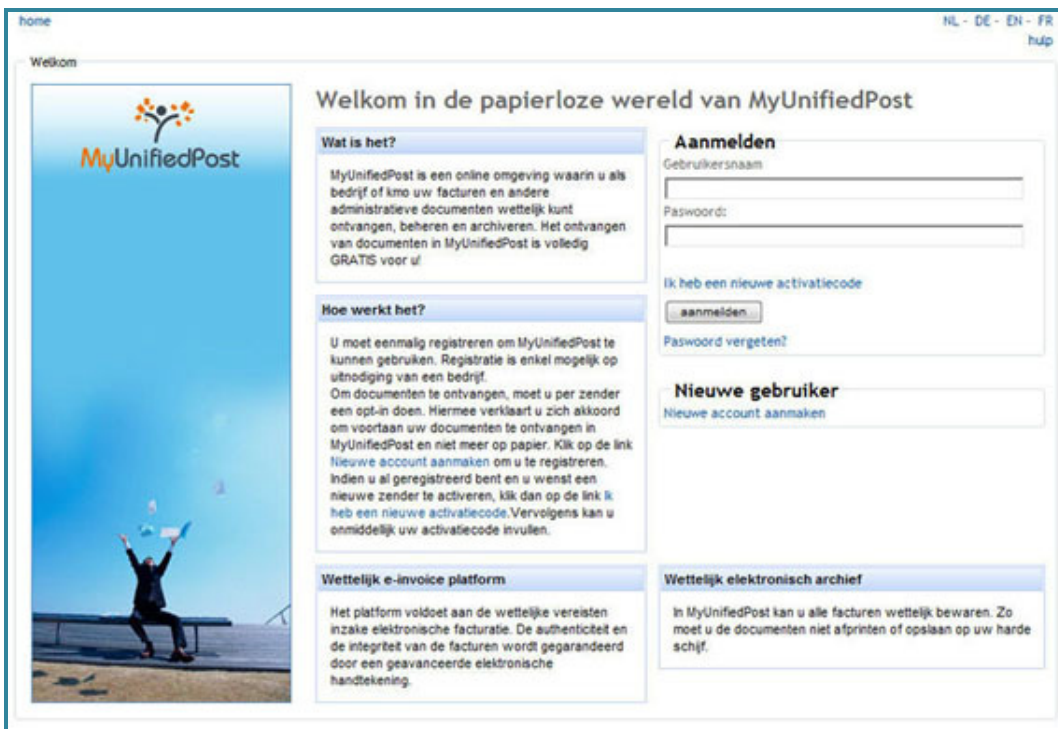 home
NL - DE - EN - FR
hulp
Welkom
MyUnifiedPost
Welkom in de papierloze wereld van MyUnifiedPost
Wat is het?
MyUnifiedPost is een online omgeving waarin u als
bedrijf of kmo uw facturen en andere
administratieve documenten wettelijk kunt
ontvangen, beheren en archiveren. Het ontvangen
van documenten in MyUnifiedPost is volledig
GRATIS voor u!
Hoe werkt het?
U moet eenmalig registreren om MyUnifiedPost te
kunnen gebruiken. Registratie is enkel mogelijk op
uitnodiging van een bedrijf.
Om documenten te ontvangen, moet u per zender
een opt-in doen. Hiermee verklaart u zich akkoord
om voortaan uw documenten te ontvangen in
MyUnifiedPost en niet meer op papier. Klik op de link
Nieuwe account aanmaken om u te registreren.
Indien u al geregistreerd bent en u wenst een
nieuwe zender te activeren, klik dan op de link Ik
heb een nieuwe activatiecode.Vervolgens kan u
onmiddelijk uw activatiecode invullen.
Aanmelden
Gebruikersnaam
Paswoord:
Ik heb een nieuwe activatiecode
aanmelden
Paswoord vergeten?
Nieuwe gebruiker
Nieuwe account aanmaken
Wettelijk e-invoice platform
Het platform voldoet aan de wettelijke vereisten
inzake elektronische facturatie. De authenticiteit en
de integriteit van de facturen wordt gegarandeerd
door een geavanceerde elektronische
handtekening.
Wettelijk elektronisch archief
In MyUnifiedPost kan u alle facturen wettelijk bewaren. Zo
moet u de documenten niet afprinten of opslaan op uw harde
schijf.